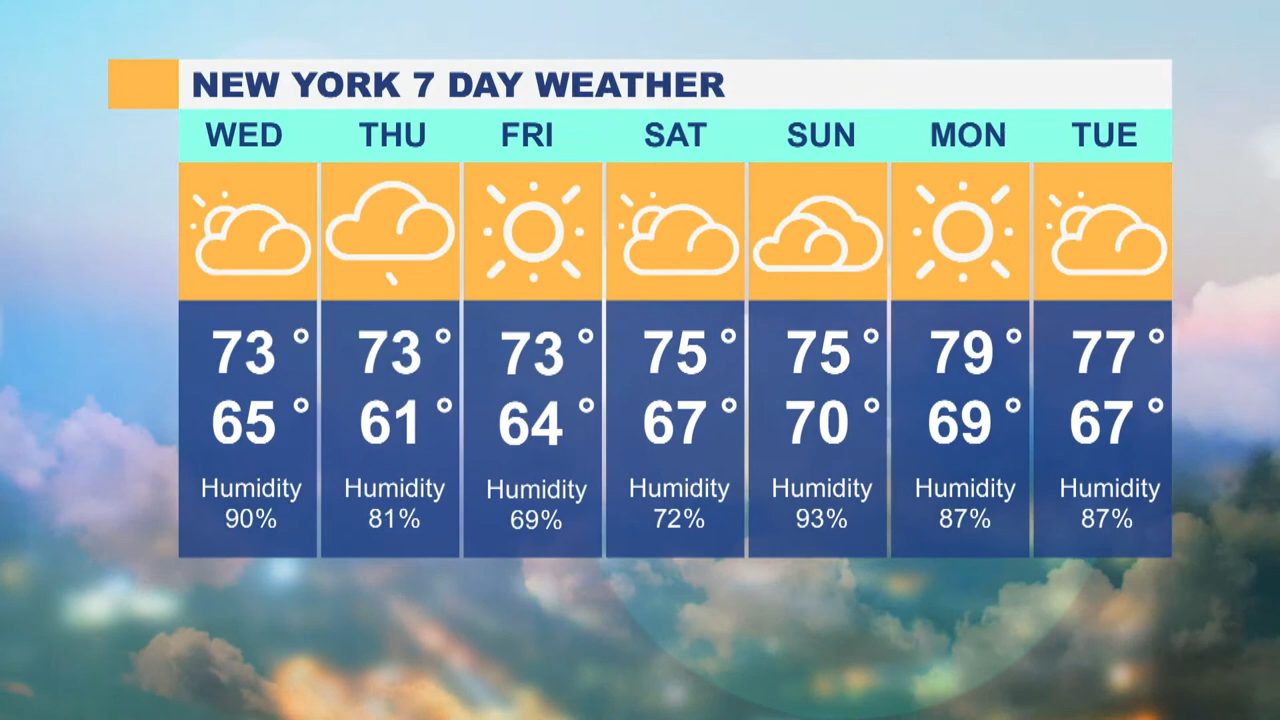 NEW YORK 7 DAY WEATHER
WED THU FRI SAT SUN MON TUE
73° 73° 73° 75° 75° 79° 77°
65° 61° 64° 67° 70° 69° 67°
Humidity Humidity Humidity Humidity Humidity Humidity Humidity
90% 81% 69% 72% 93% 87% 87%